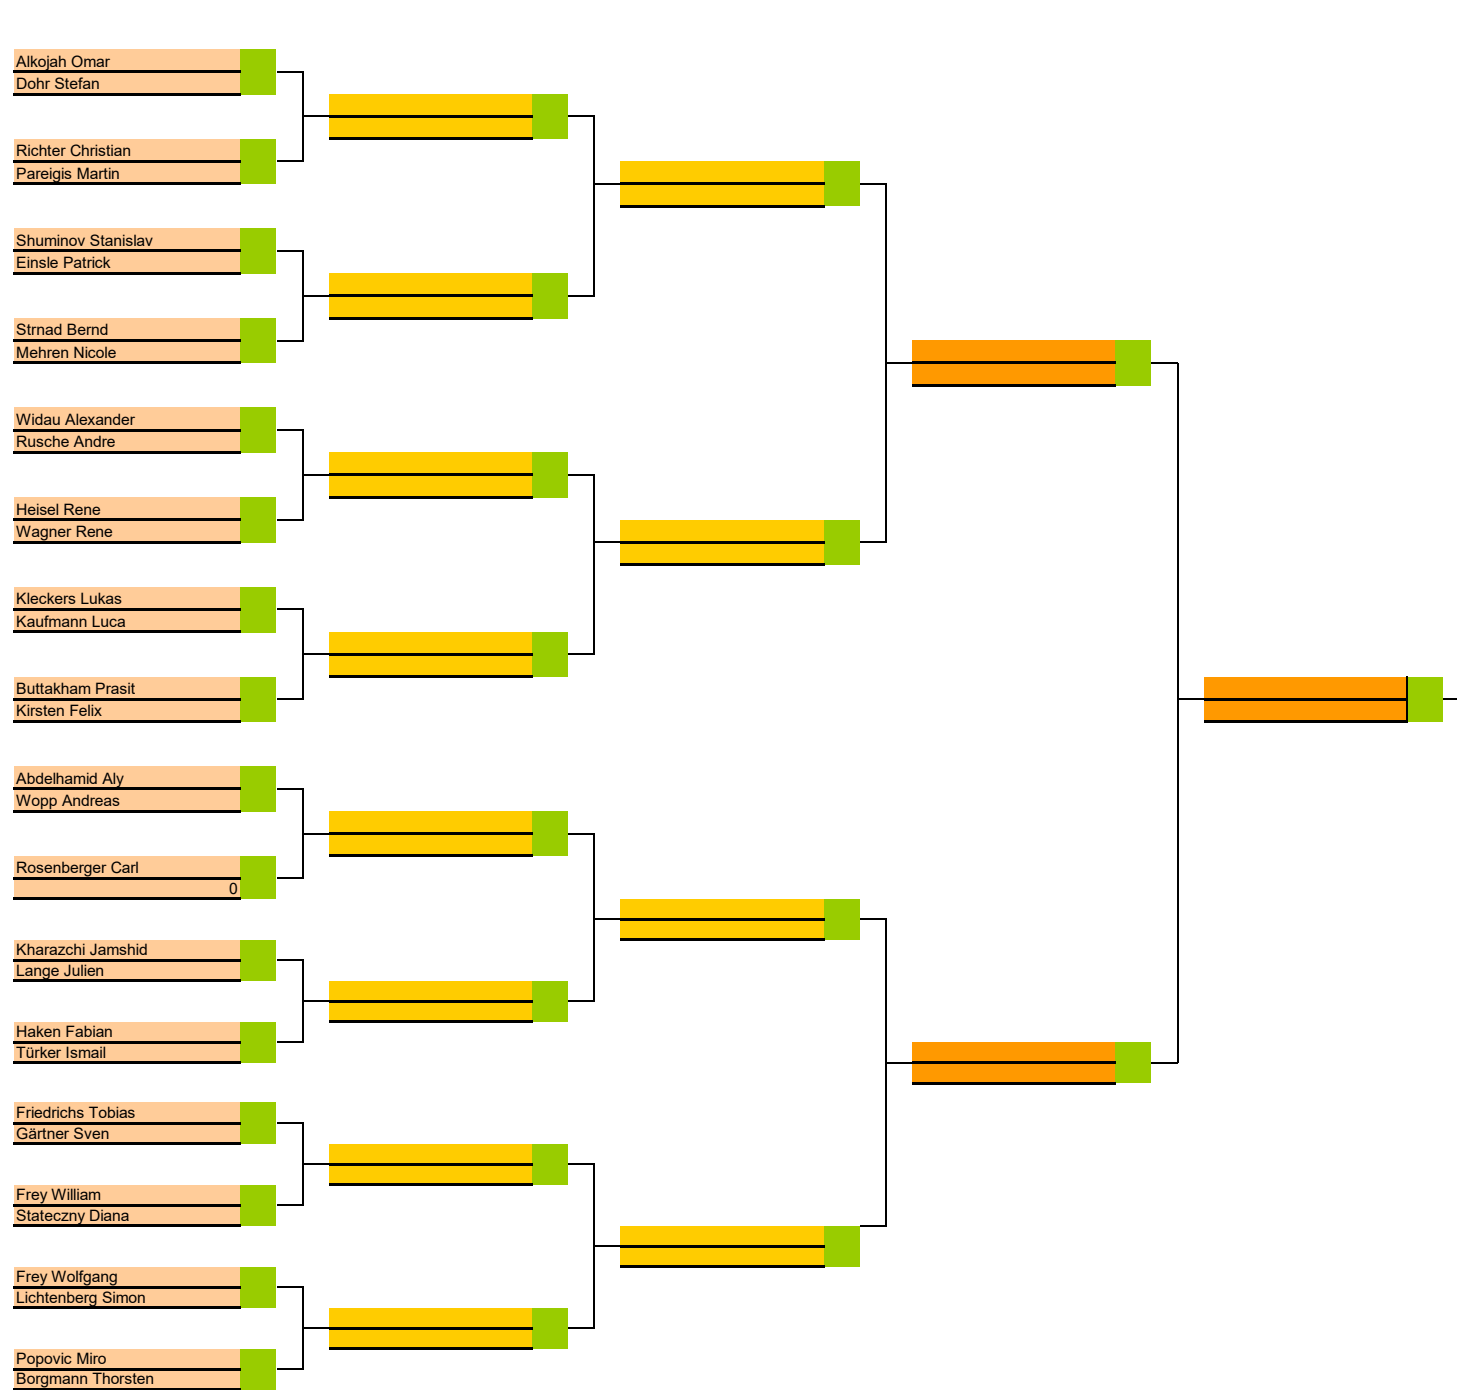 Alkojah Omar
Dohr Stefan
Richter Christian
Pareigis Martin
Shuminov Stanislav
Einsle Patrick
Strnad Bernd
Mehren Nicole
Widau Alexander
Rusche Andre
Heisel Rene
Wagner Rene
Kleckers Lukas
Kaufmann Luca
Buttakham Prasit
Kirsten Felix
Abdelhamid Aly
Wopp Andreas
Rosenberger Carl
0
Kharazchi Jamshid
Lange Julien
Haken Fabian
Türker Ismail
Friedrichs Tobias
Gärtner Sven
Frey William
Stateczny Diana
Frey Wolfgang
Lichtenberg Simon
Popovic Miro
Borgmann Thorsten